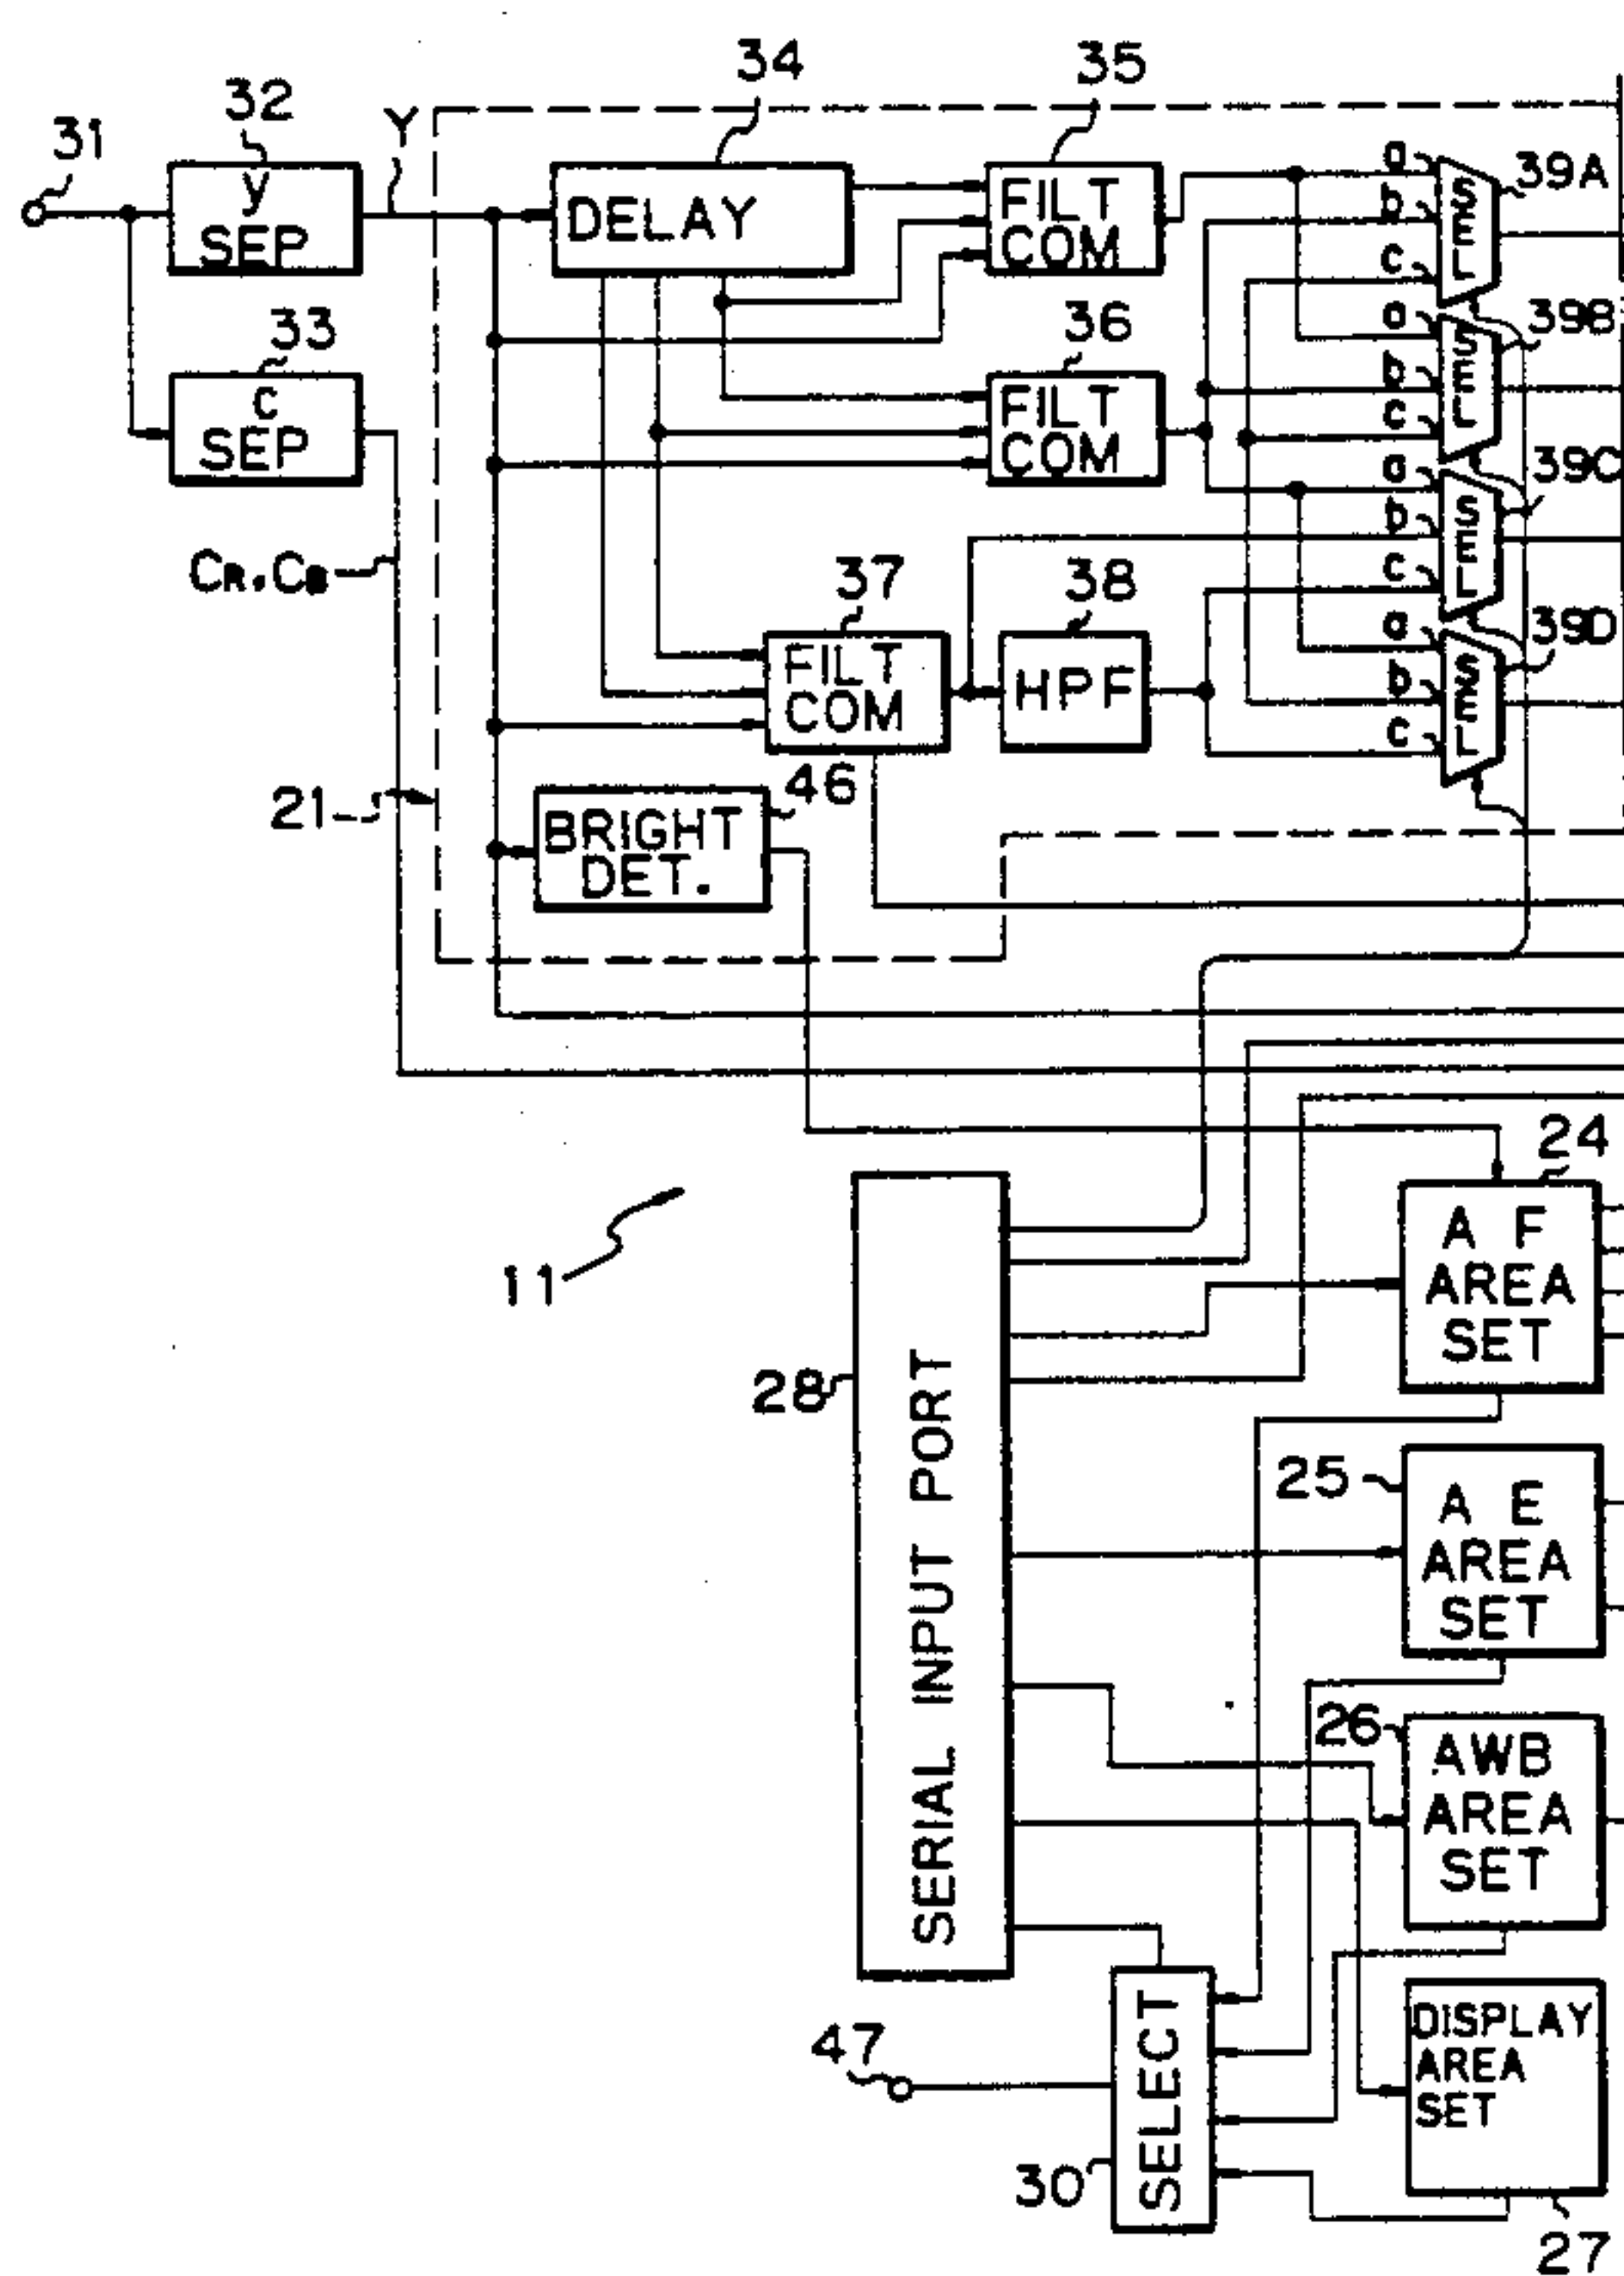 31
32
y
SEP
Y
34
DELAY
35
FILT
COM
a
b
c
SEL
39A
33
c
SEP
36
FILT
COM
a
b
c
SEL
39B
CR,CB
37
FILT
COM
38
HPF
a
b
c
SEL
39C
a
b
c
SEL
39D
21
46
BRIGHT
DET.
11
28
SERIAL INPUT PORT
24
A F
AREA
SET
25
A E
AREA
SET
26
AWB
AREA
SET
47
30
SELECT
DISPLAY
AREA
SET
27